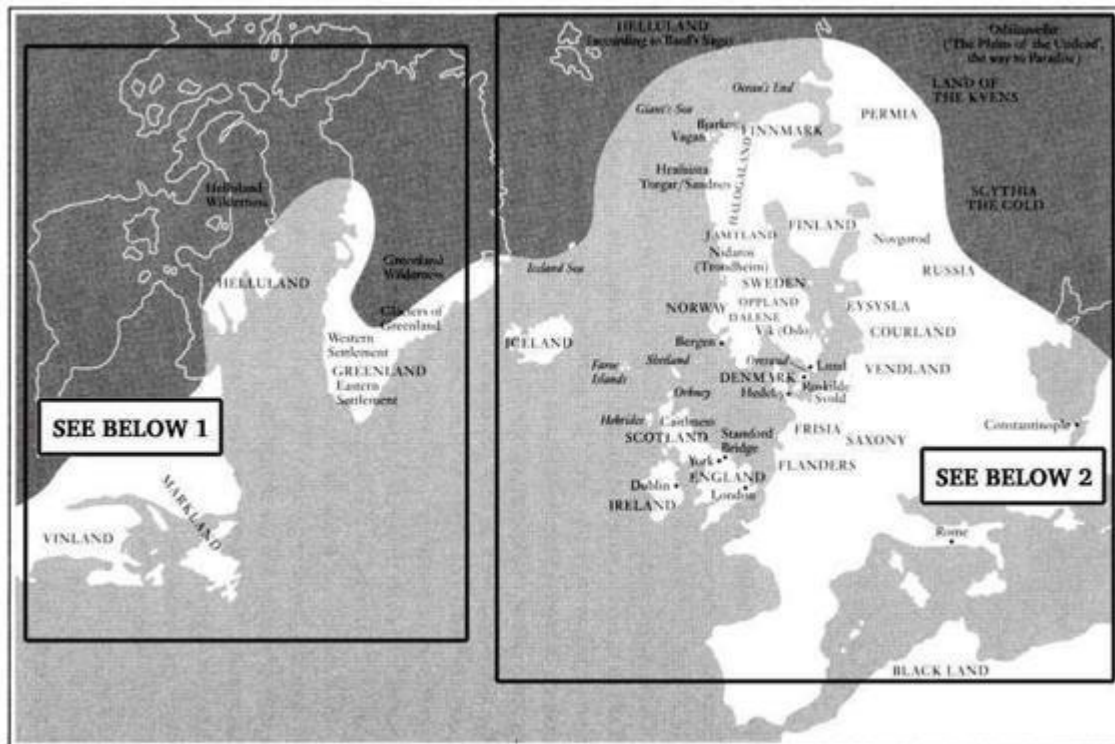 HELLULAND
(according to Bard's Saga)
Odáinsvellir
("The Plains of the Undead",
the way to Paradise)
LAND OF
THE KVENS
Ocean's End
Giant's Sea
PERMIA
Bjarkey
Vagan
FINNMARK
Helluland
Wilderness
Torgar/Sandnes
HALOGALAND
SCYTHIA
THE COLD
JAMTLAND
FINLAND
Novgorod
Greenland
Wilderness
Iceland Sea
Nidaros
(Trondheim)
RUSSIA
HELLULAND
SWEDEN
Glaciers of
Greenland
NORWAY
OPPLAND
DALENE
EYSYSLA
Western
Settlement
ICELAND
Vik (Oslo)
COURLAND
Bergen
GREENLAND
Eastern
Settlement
Faroe
Islands
Shetland
Lund
VENDLAND
DENMARK
Roskilde
Svold
Orkney
Hedeby
SEE BELOW 1
Hebrides
Caithness
SCOTLAND
Stamford
Bridge
FRISIA
SAXONY
Constantinople
York
FLANDERS
SEE BELOW 2
MARKLAND
Dublin
ENGLAND
London
IRELAND
VINLAND
Rome
BLACK LAND